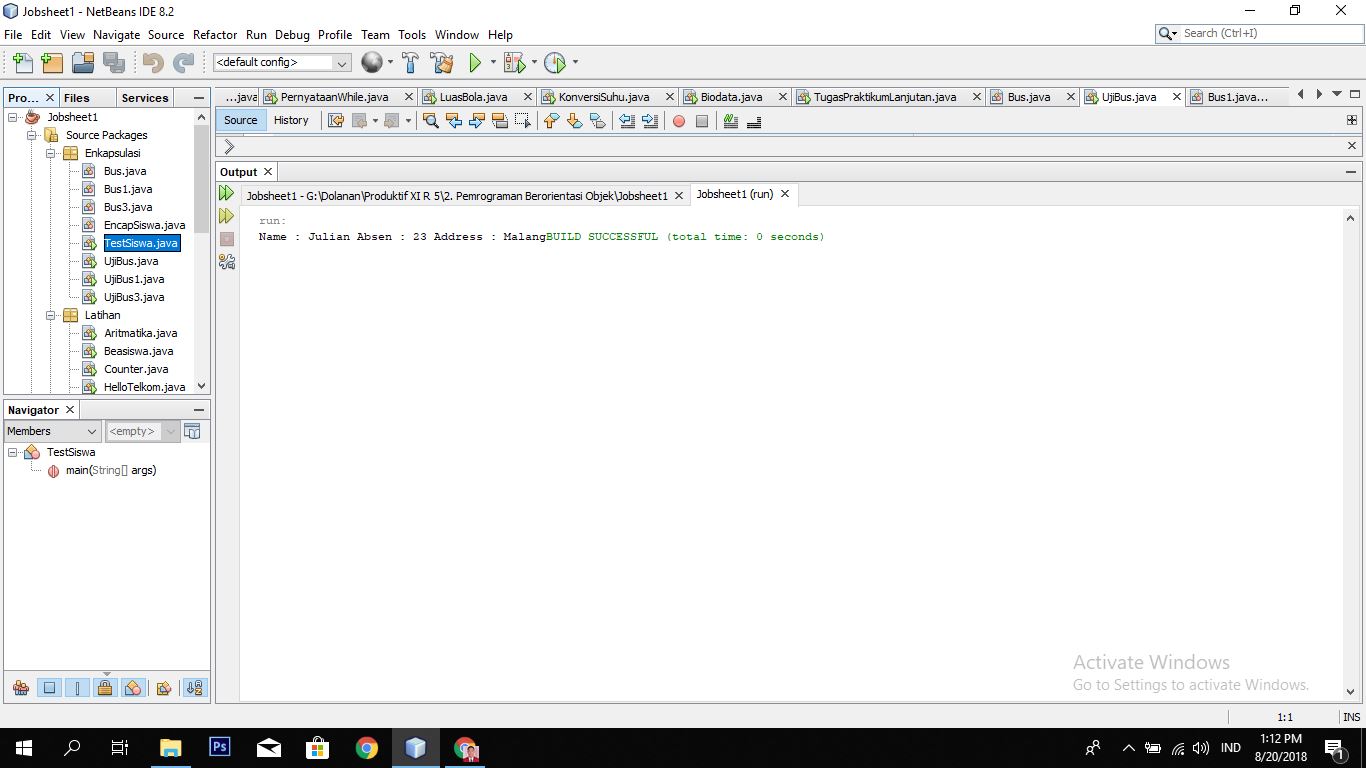 Jobsheet1 - NetBeans IDE 8.2
File Edit View Navigate Source Refactor Run Debug Profile Team Tools Window Help
Search (Ctrl+I)
<default config>
Pro... Files Services
...java PernyataanWhile.java LuasBola.java KonversiSuhu.java Biodata.java TugasPraktikumLanjutan.java Bus.java UjiBus.java Bus1.java...
Source History
Jobsheet1
Source Packages
Enkapsulasi
Bus.java
Bus1.java
Bus3.java
EncapSiswa.java
TestSiswa.java
UjiBus.java
UjiBus1.java
UjiBus3.java
Latihan
Aritmatika.java
Beasiswa.java
Counter.java
HelloTelkom.java
Output
Jobsheet1 - G:\Dolanan\Produktif XI R 5\2. Pemrograman Berorientasi Objek\Jobsheet1 Jobsheet1 (run)
run:
Name : Julian Absen : 23 Address : MalangBUILD SUCCESSFUL (total time: 0 seconds)
Navigator
Members <empty>
TestSiswa
main(String[] args)
Activate Windows
Go to Settings to activate Windows.
1:1 INS
Ps
IND
1:12 PM
8/20/2018
1